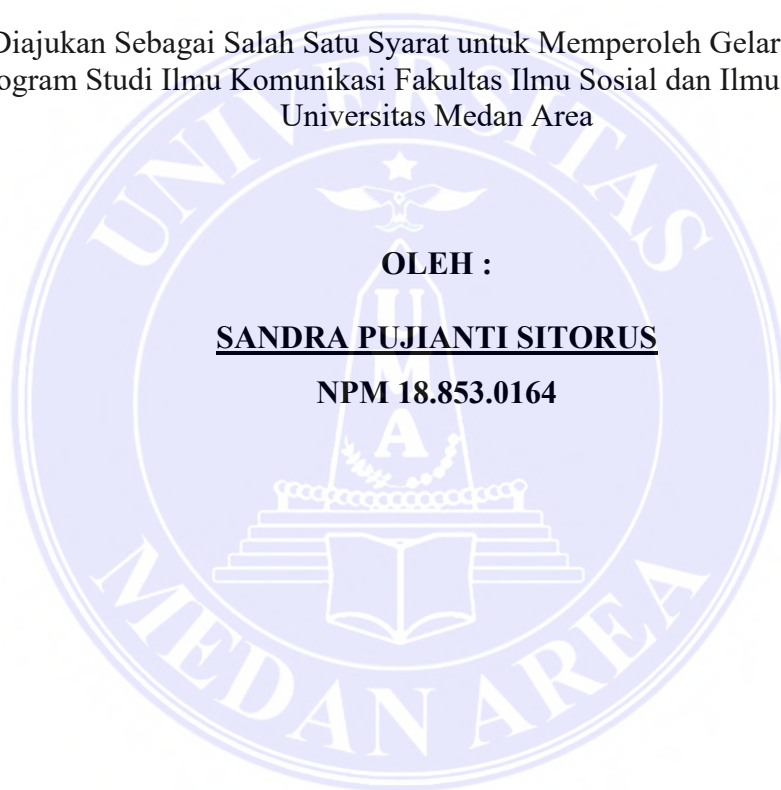 Diajukan Sebagai Salah Satu Syarat untuk Memperoleh Gelar
ogram Studi Ilmu Komunikasi Fakultas Ilmu Sosial dan Ilmu
Universitas Medan Area
OLEH :
SANDRA PUJIANTI SITORUS
NPM 18.853.0164
UNIVERSITAS
UMA
MEDAN AREA